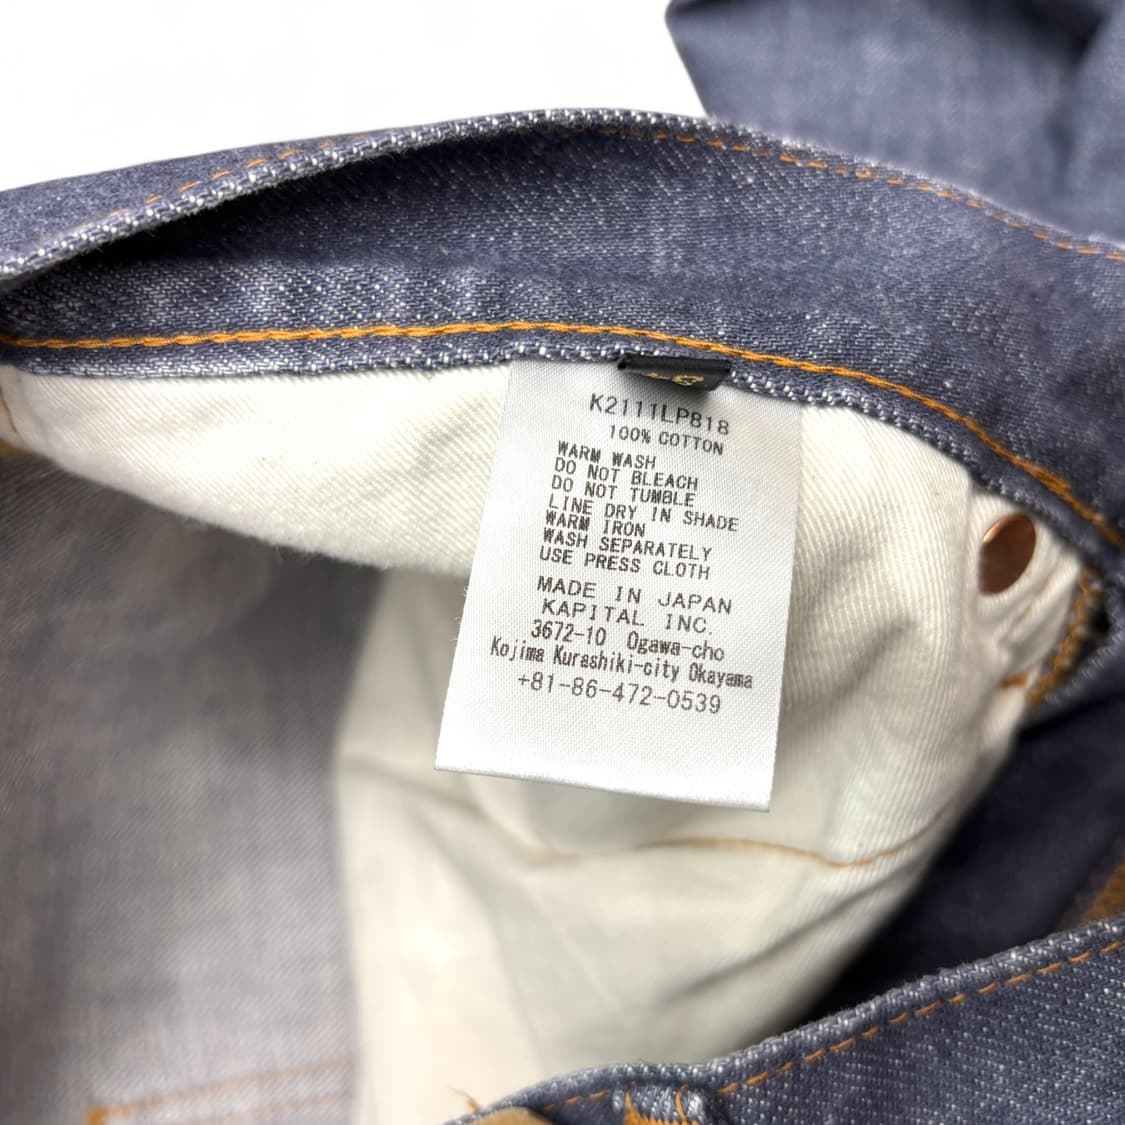 K2111LP818
100% COTTON
WARM WASH
DO NOT BLEACH
DO NOT TUMBLE
LINE DRY IN SHADE
WARM IRON
WASH SEPARATELY
USE PRESS CLOTH
MADE IN JAPAN
KAPITAL INC.
3672-10 Ogawa-cho
Kojima Kurashiki-city Okayama
+81-86-472-0539